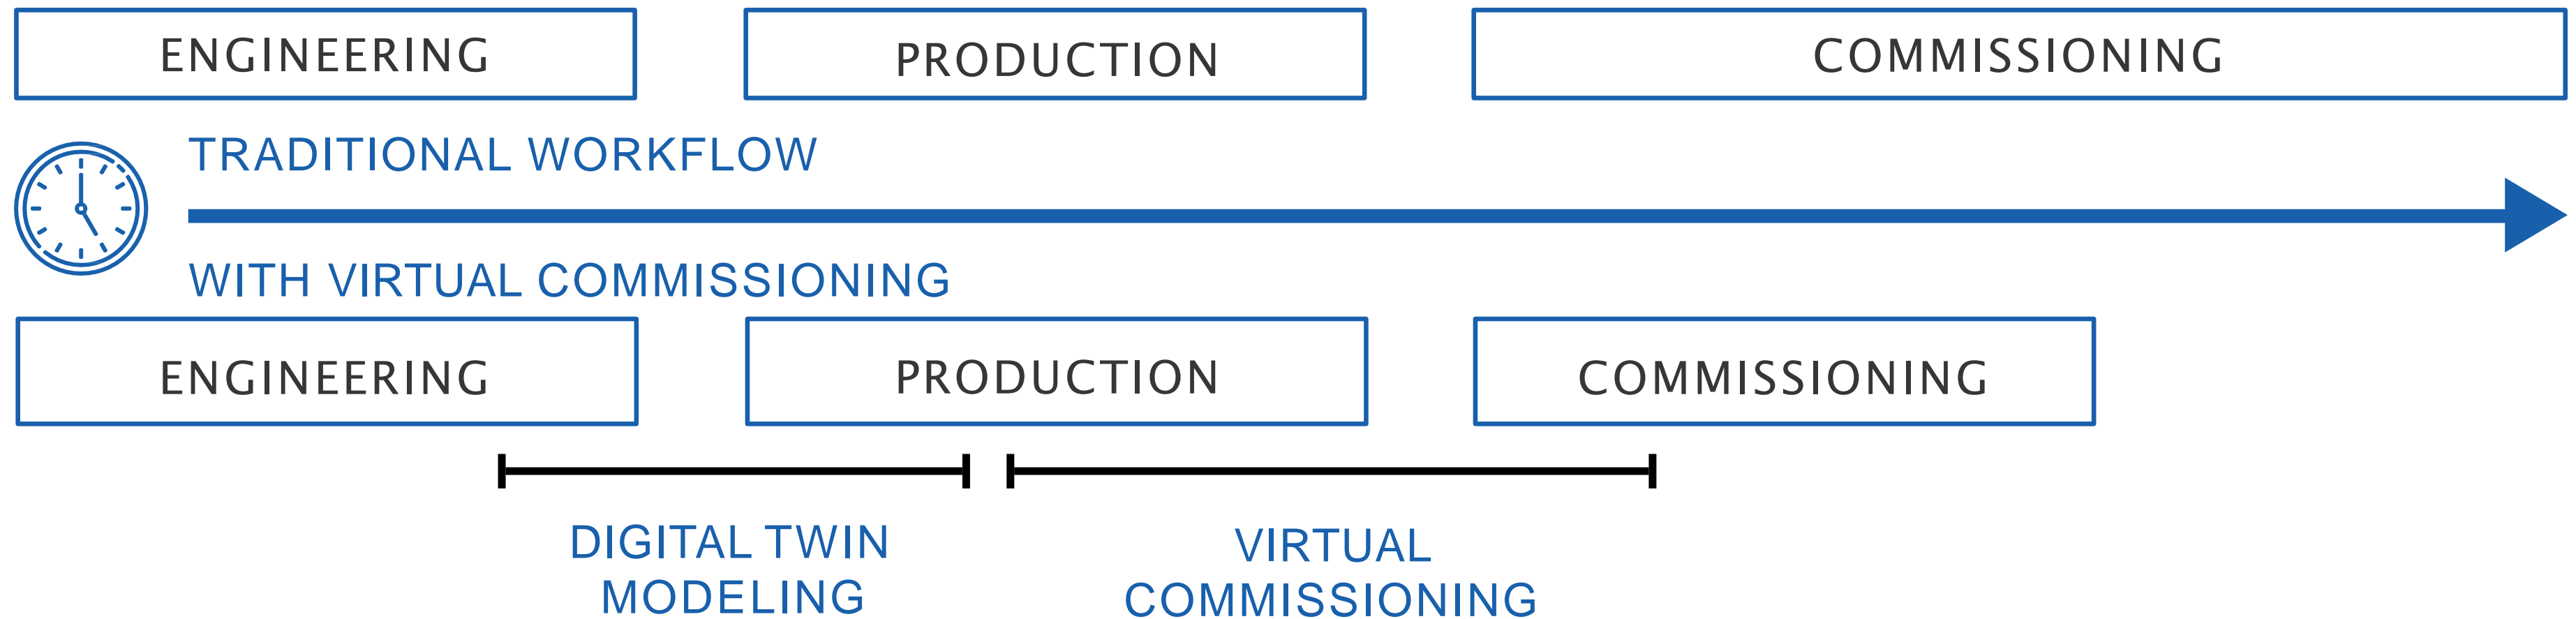 ENGINEERING
PRODUCTION
COMMISSIONING
TRADITIONAL WORKFLOW
WITH VIRTUAL COMMISSIONING
ENGINEERING
PRODUCTION
COMMISSIONING
DIGITAL TWIN
MODELING
VIRTUAL
COMMISSIONING